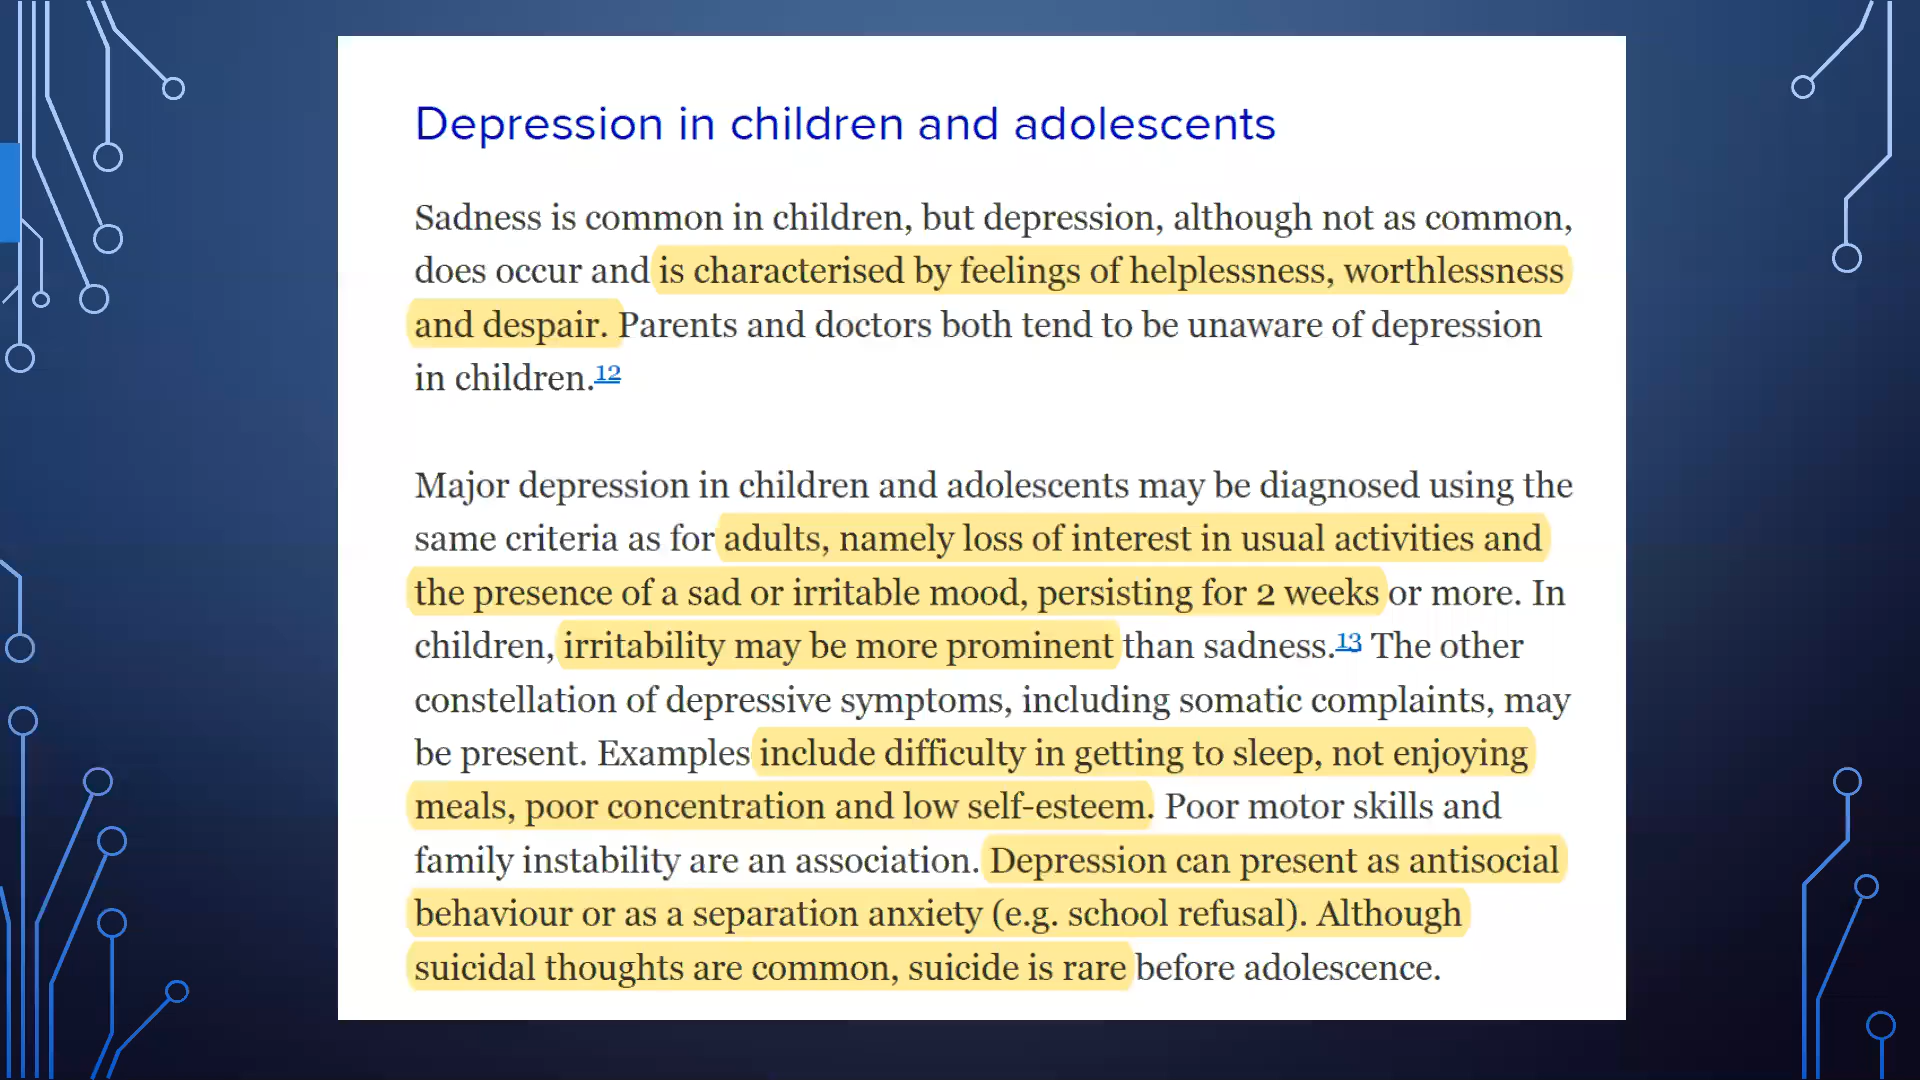 Depression in children and adolescents
Sadness is common in children, but depression, although not as common,
does occur and is characterised by feelings of helplessness, worthlessness
and despair. Parents and doctors both tend to be unaware of depression
in children.12
Major depression in children and adolescents may be diagnosed using the
same criteria as for adults, namely loss of interest in usual activities and
the presence of a sad or irritable mood, persisting for 2 weeks or more. In
children, irritability may be more prominent than sadness.13 The other
constellation of depressive symptoms, including somatic complaints, may
be present. Examples include difficulty in getting to sleep, not enjoying
meals, poor concentration and low self-esteem. Poor motor skills and
family instability are an association. Depression can present as antisocial
behaviour or as a separation anxiety (e.g. school refusal). Although
suicidal thoughts are common, suicide is rare before adolescence.